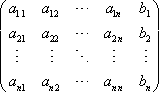 a₁₁ a₁₂ ⋯ a₁ₙ b₁
a₂₁ a₂₂ ⋯ a₂ₙ b₂
⋮ ⋮ ⋱ ⋮ ⋮
aₙ₁ aₙ₂ ⋯ aₙₙ bₙ